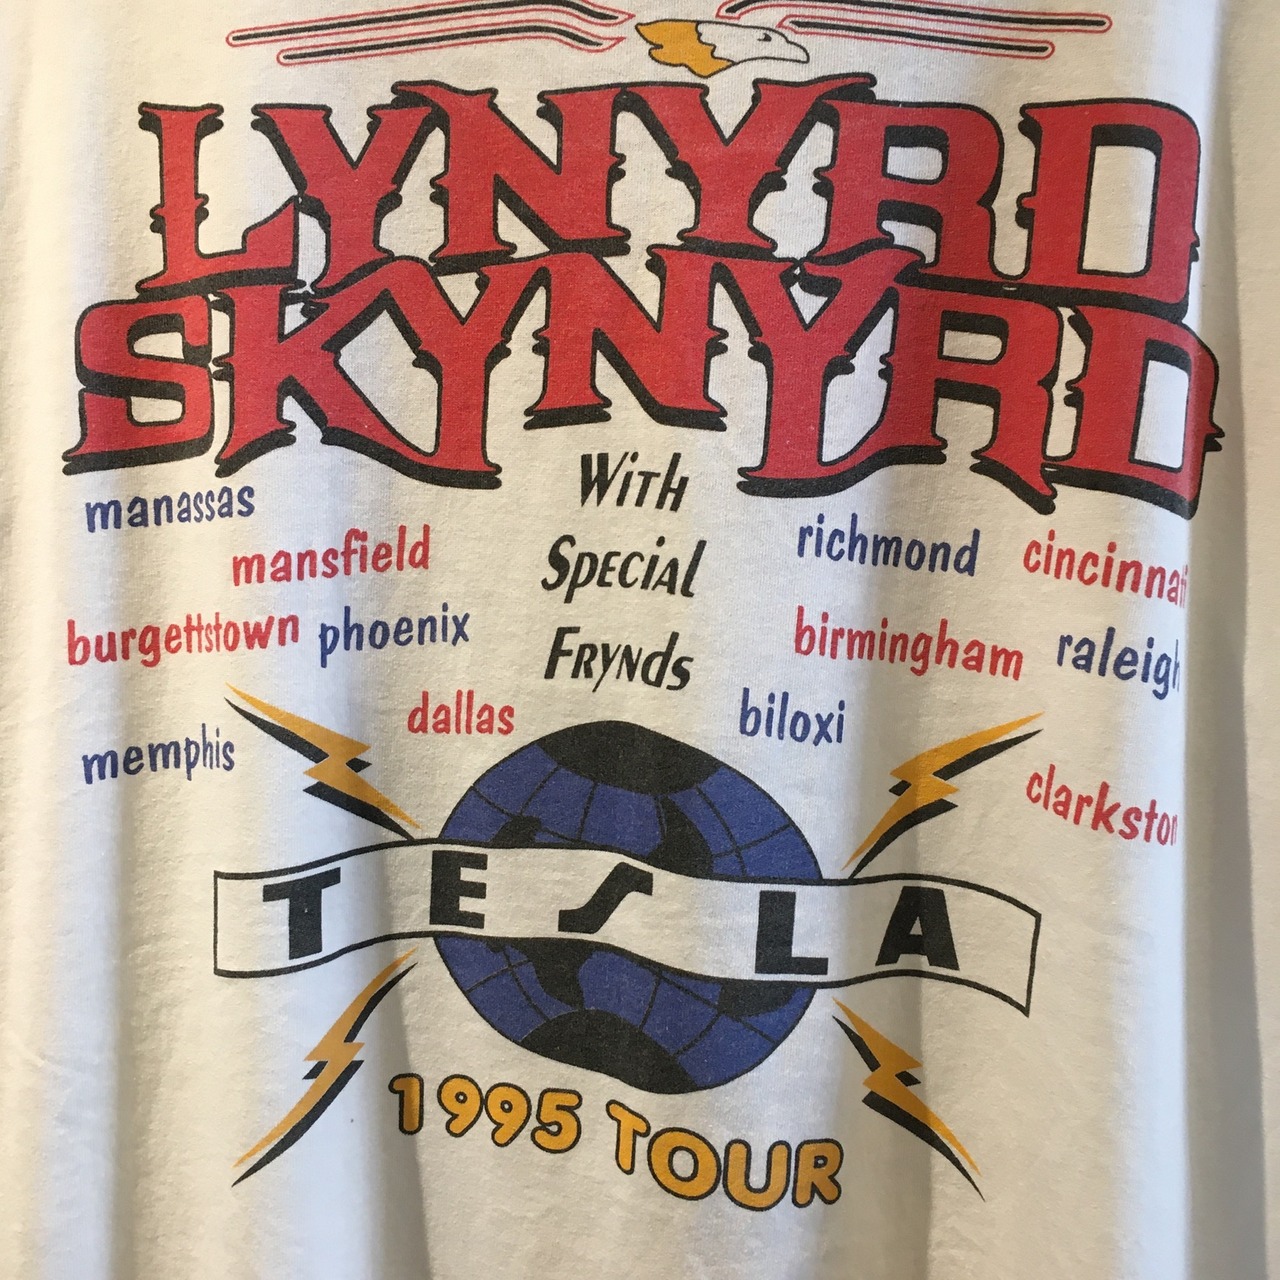 LYNYRD
SKYNYRD
With
Special
Frynds
manassas
mansfield
burgettstown phoenix
dallas
memphis
richmond cincinnati
birmingham raleigh
biloxi
clarkston
TESLA
1995 TOUR